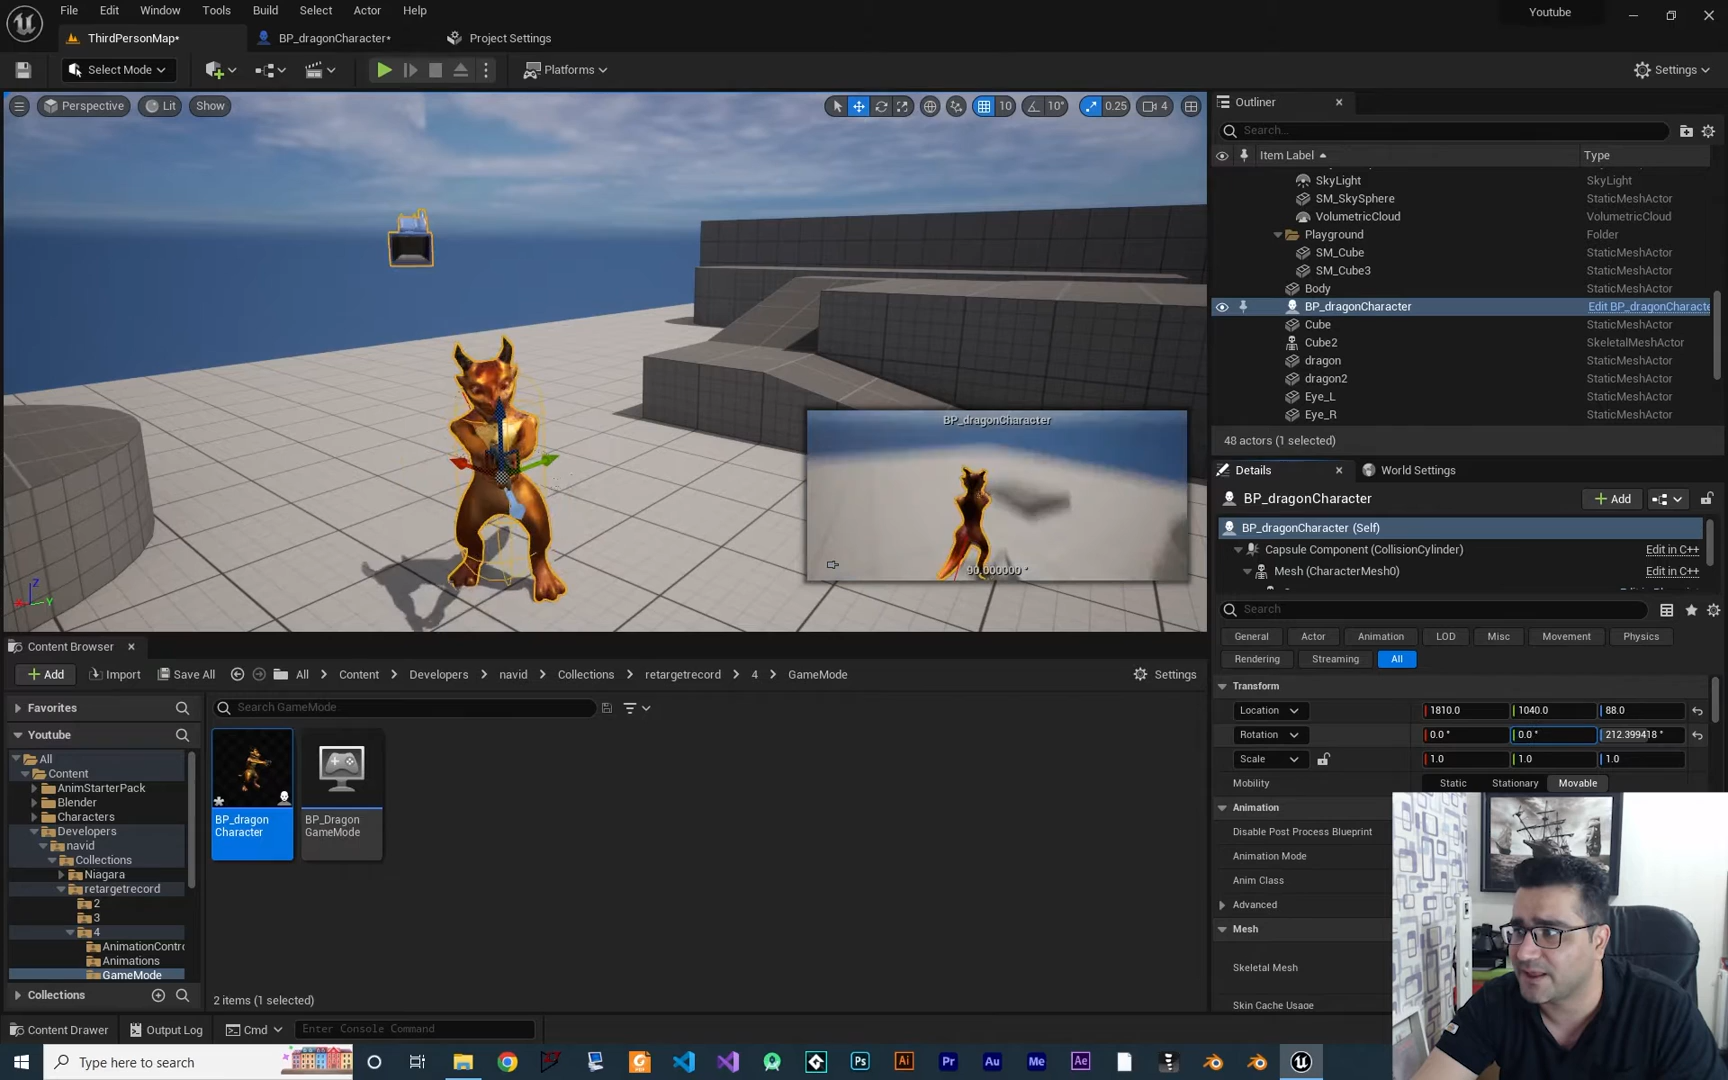 File Edit Window Tools Build Select Actor Help
Youtube
ThirdPersonMap*
BP_dragonCharacter*
Project Settings
Select Mode
Platforms
Settings
Perspective
Lit
Show
10
10°
0.25
4
BP_dragonCharacter
90.000000 °
Outliner
Search...
Item Label
Type
SkyLight SkyLight
SM_SkySphere StaticMeshActor
VolumetricCloud VolumetricCloud
Playground Folder
SM_Cube StaticMeshActor
SM_Cube3 StaticMeshActor
Body StaticMeshActor
BP_dragonCharacter Edit BP_dragonCharacte
Cube StaticMeshActor
Cube2 SkeletalMeshActor
dragon StaticMeshActor
dragon2 StaticMeshActor
Eye_L StaticMeshActor
Eye_R StaticMeshActor
48 actors (1 selected)
Details
World Settings
BP_dragonCharacter
Add
BP_dragonCharacter (Self)
Capsule Component (CollisionCylinder) Edit in C++
Mesh (CharacterMesh0) Edit in C++
Search
General Actor Animation LOD Misc Movement Physics
Rendering Streaming All
Transform
Location 1810.0 1040.0 88.0
Rotation 0.0 ° 0.0 ° 212.399418 °
Scale 1.0 1.0 1.0
Mobility Static Stationary Movable
Animation
Disable Post Process Blueprint
Animation Mode
Anim Class
Advanced
Mesh
Skeletal Mesh
Skin Cache Usage
Content Browser
Add Import Save All All Content Developers navid Collections retargetrecord 4 GameMode Settings
Favorites
Search GameMode
Youtube
All
Content
AnimStarterPack
Blender
Characters
Developers
navid
Collections
Niagara
retargetrecord
2
3
4
AnimationContro
Animations
GameMode
Collections
BP_dragon
Character
BP_Dragon
GameMode
2 items (1 selected)
Content Drawer
Output Log
Cmd
Enter Console Command
Type here to search
Ps
Ai
Pr
Au
Me
Ae